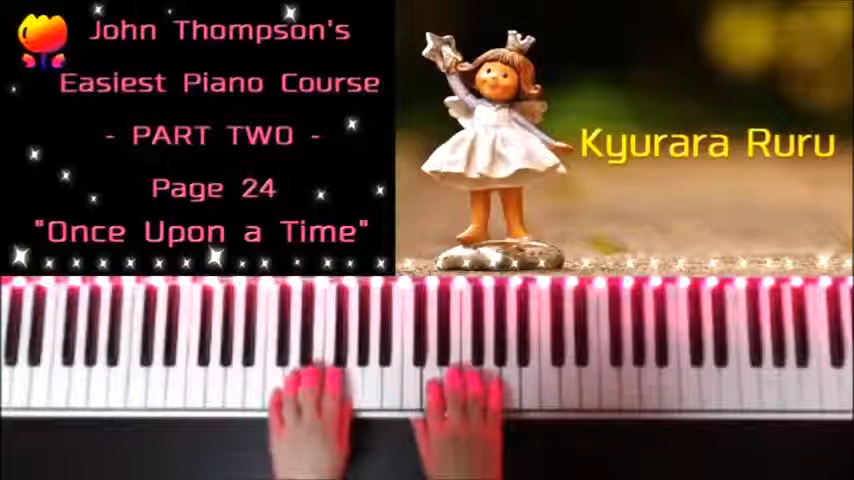 John Thompson's
Easiest Piano Course
- PART TWO -
Page 24
"Once Upon a Time"
Kyurara Ruru